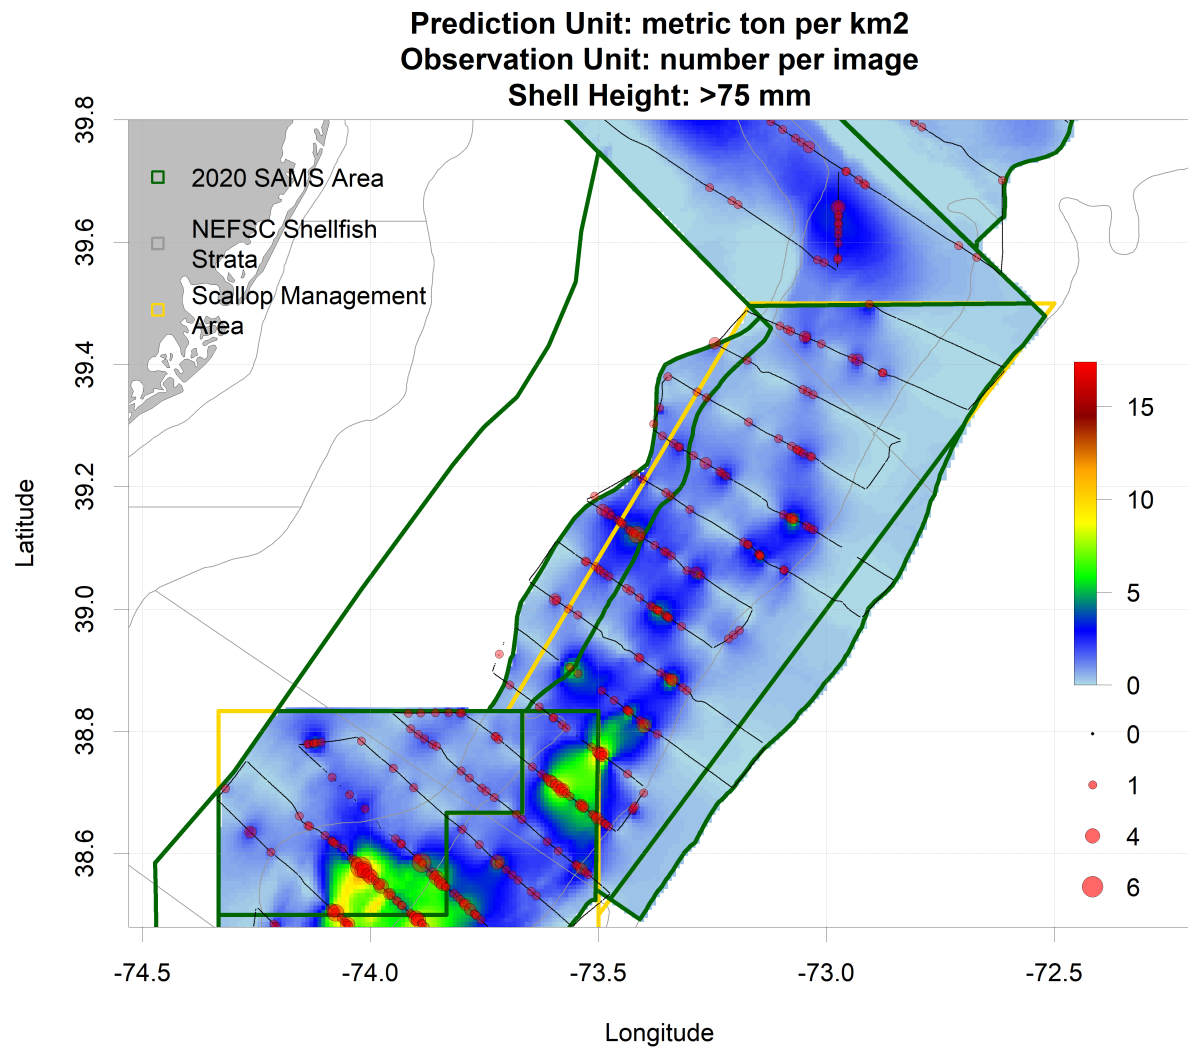 Prediction Unit: metric ton per km2
Observation Unit: number per image
Shell Height: >75 mm
39.8
39.6
39.4
39.2
39.0
38.8
38.6
Latitude
2020 SAMS Area
NEFSC Shellfish
Strata
Scallop Management
Area
15
10
5
0
0
1
4
6
-74.5
-74.0
-73.5
-73.0
-72.5
Longitude